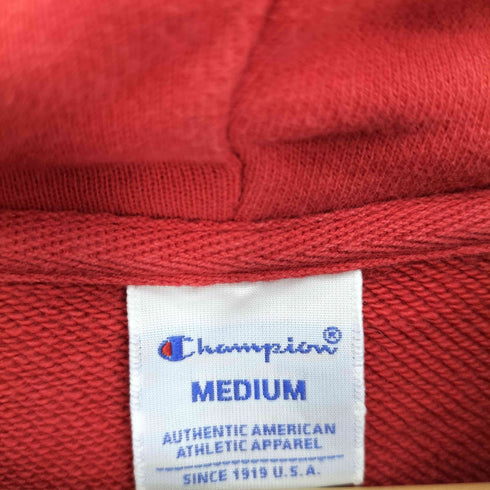 Champion®
MEDIUM
AUTHENTIC AMERICAN
ATHLETIC APPAREL
SINCE 1919 U.S.A.